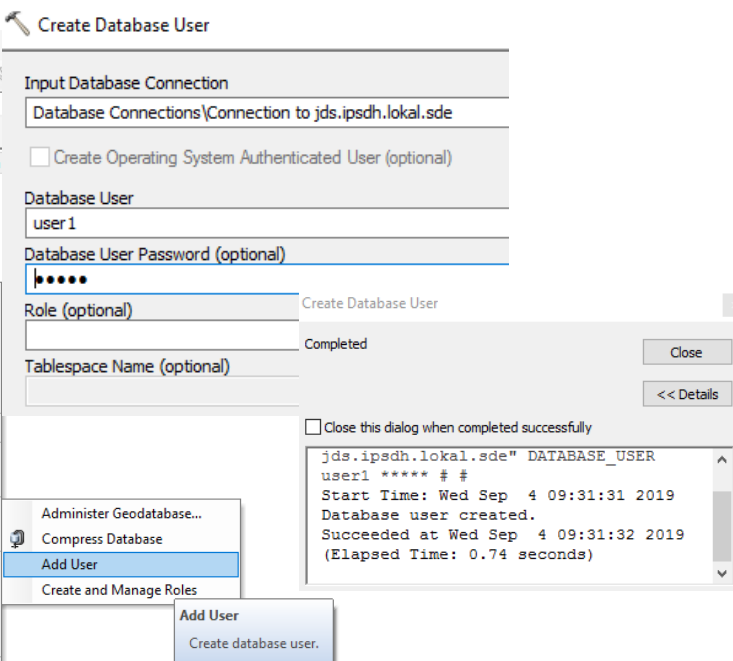 Create Database User
Input Database Connection
Database Connections\Connection to jds.ipsdh.lokal.sde
Create Operating System Authenticated User (optional)
Database User
user1
Database User Password (optional)
●●●●●
Role (optional)
Tablespace Name (optional)
Create Database User
Completed
Close
<< Details
Close this dialog when completed successfully
jds.ipsdh.lokal.sde" DATABASE_USER
user1 ***** # #
Start Time: Wed Sep  4 09:31:31 2019
Database user created.
Succeeded at Wed Sep  4 09:31:32 2019
(Elapsed Time: 0.74 seconds)
Administer Geodatabase...
Compress Database
Add User
Create and Manage Roles
Add User
Create database user.